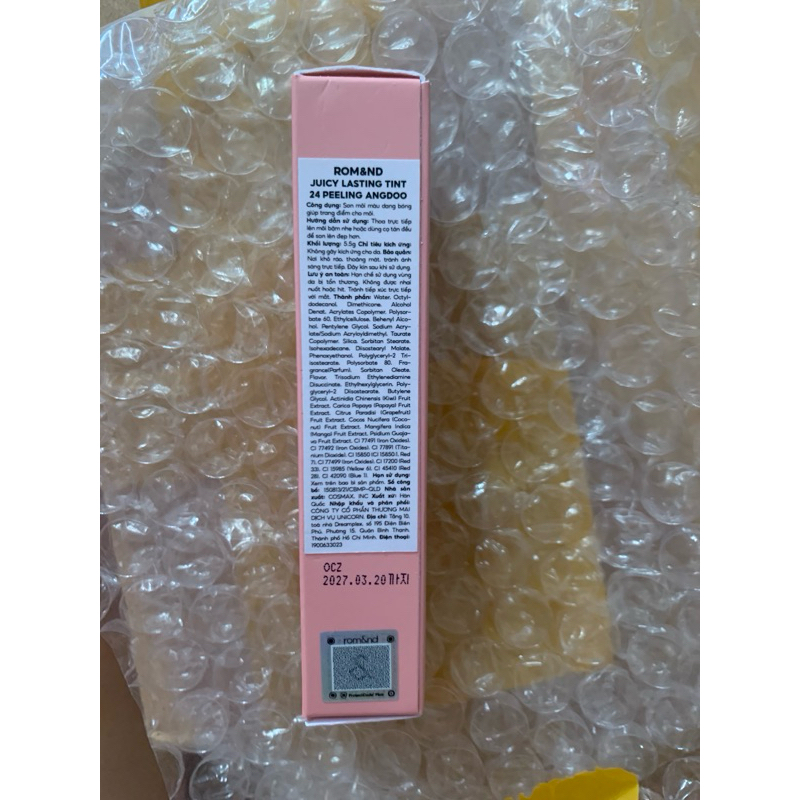 ROM&ND
JUICY LASTING TINT
24 PEELING ANGDOO
Công dụng: Son môi màu dạng bóng
giúp trang điểm cho môi.
Hướng dẫn sử dụng: Thoa trực tiếp
lên môi bặm nhẹ hoặc dùng cọ tán đều
để son lên đẹp hơn.
Khối lượng: 5.5g Chỉ tiêu kích ứng:
Không gây kích ứng cho da. Bảo quản:
Nơi khô ráo, thoáng mát, tránh ánh
sáng trực tiếp. Đậy kín sau khi sử dụng.
Lưu ý an toàn: Hạn chế sử dụng vùng
da bị tổn thương. Không được nhai
nuốt hoặc hít. Tránh tiếp xúc trực tiếp
với mắt. Thành phần: Water, Octyl-
dodecanol, Dimethicone, Alcohol
Denat., Acrylates Copolymer, Polysor-
bate 60, Ethylcellulose, Behenyl Alco-
hol, Pentylene Glycol, Sodium Acry-
late/Sodium Acryloyldimethyl, Taurate
Copolymer, Silica, Sorbitan Stearate,
Isohexadecane, Diisostearyl Malate,
Phenoxyethanol, Polyglyceryl-2 Tri-
isostearate, Polysorbate 80, Fra-
grance(Parfum), Sorbitan Oleate,
Flavor, Trisodium Ethylenediamine
Disuccinate, Ethylhexylglycerin, Poly-
glyceryl-2 Diisostearate, Butylene
Glycol, Actinidia Chinensis (Kiwi) Fruit
Extract, Carica Papaya (Papaya) Fruit
Extract, Citrus Paradisi (Grapefruit)
Fruit Extract, Cocos Nucifera (Coco-
nut) Fruit Extract, Mangifera Indica
(Mango) Fruit Extract, Psidium Guaja-
va Fruit Extract, CI 77491 (Iron Oxides),
CI 77492 (Iron Oxides), CI 77891 (Tita-
nium Dioxide), CI 15850 (CI 15850:1, Red
7), CI 77499 (Iron Oxides), CI 17200 (Red
33), CI 15985 (Yellow 6), CI 45410 (Red
28), CI 42090 (Blue 1). Hạn sử dụng:
Xem trên bao bì sản phẩm. Số công
bố: 150813/21/CBMP-QLD Nhà sản
xuất: COSMAX, INC Xuất xứ: Hàn
Quốc. Nhập khẩu và phân phối:
CÔNG TY CỔ PHẦN THƯƠNG MẠI
DỊCH VỤ UNICORN. Địa chỉ: Tầng 10,
toà nhà Dreamplex, số 195 Điện Biên
Phủ, Phường 15, Quận Bình Thạnh,
Thành phố Hồ Chí Minh. Điện thoại:
1900633023
OCZ
2027.03.20까지
rom&nd